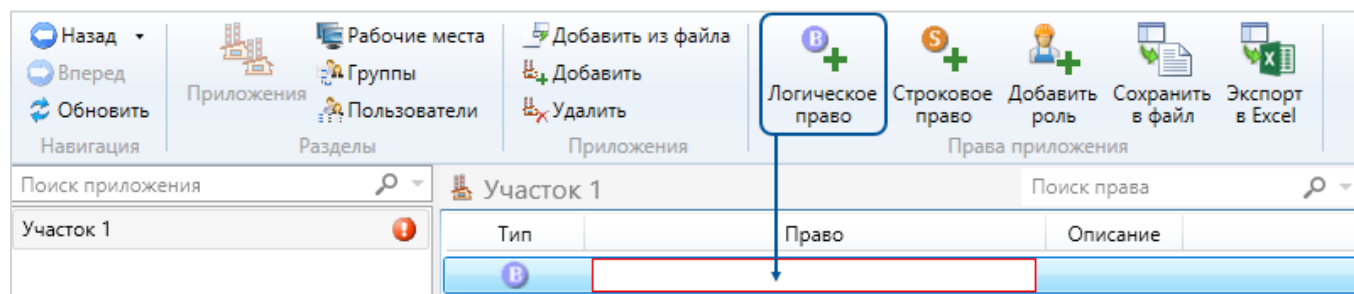 Назад
Вперед
Обновить
Навигация
Приложения
Рабочие места
Группы
Пользователи
Разделы
Добавить из файла
Добавить
Удалить
Приложения
B
Логическое
право
S
Строковое
право
Добавить
роль
Сохранить
в файл
X
Экспорт
в Excel
Права приложения
Поиск приложения
Участок 1
Участок 1
Поиск права
Тип
Право
Описание
B